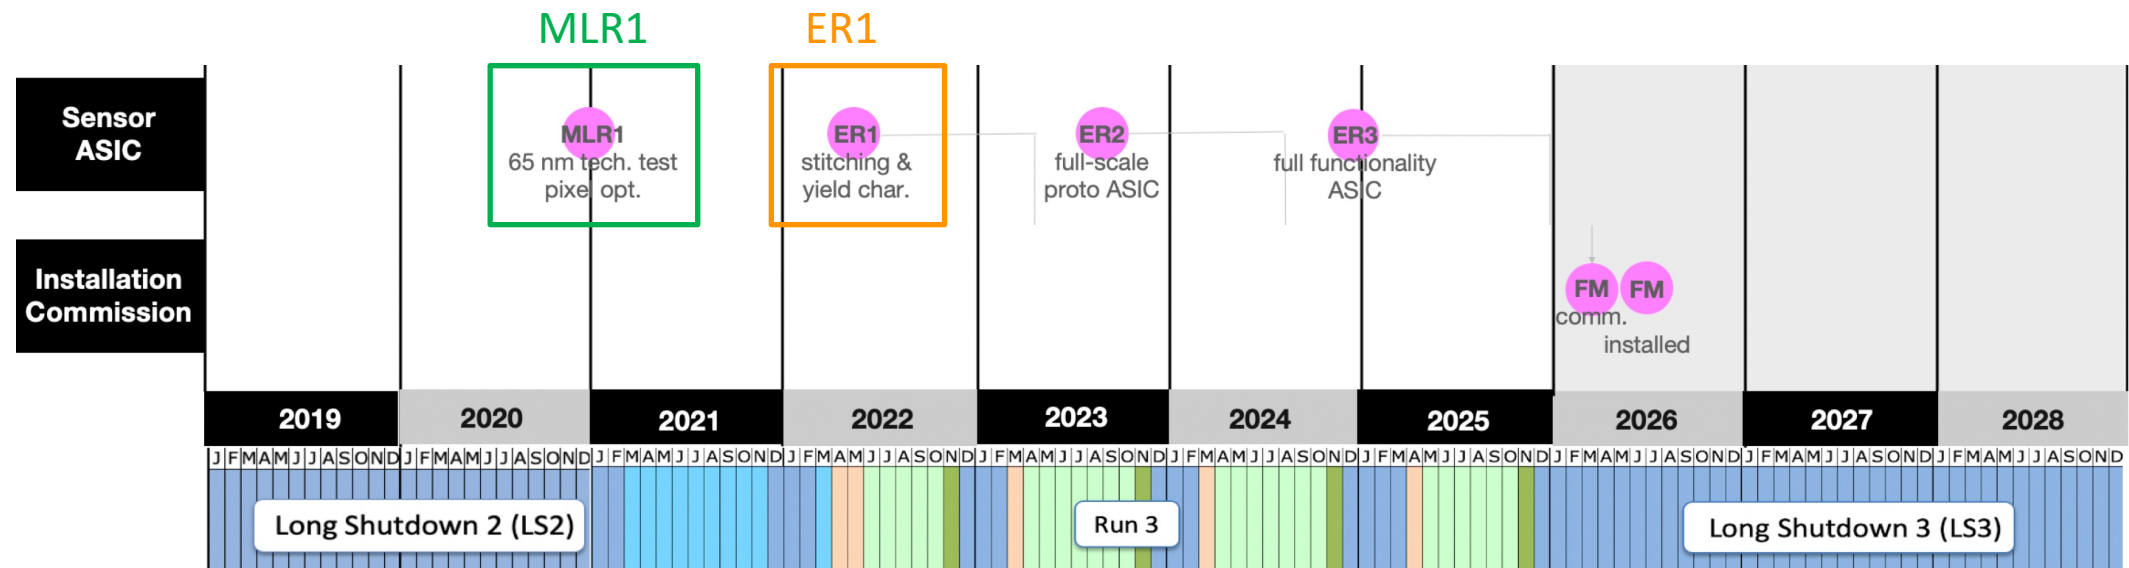 MLR1
ER1
Sensor
ASIC
MLR1
65 nm tech. test
pixel opt.
ER1
stitching &
yield char.
ER2
full-scale
proto ASIC
ER3
full functionality
ASIC
Installation
Commission
FM
comm.
FM
installed
2019 2020 2021 2022 2023 2024 2025 2026 2027 2028
J F M A M J J A S O N D J F M A M J J A S O N D J F M A M J J A S O N D J F M A M J J A S O N D J F M A M J J A S O N D J F M A M J J A S O N D J F M A M J J A S O N D J F M A M J J A S O N D J F M A M J J A S O N D J F M A M J J A S O N D
Long Shutdown 2 (LS2)
Run 3
Long Shutdown 3 (LS3)